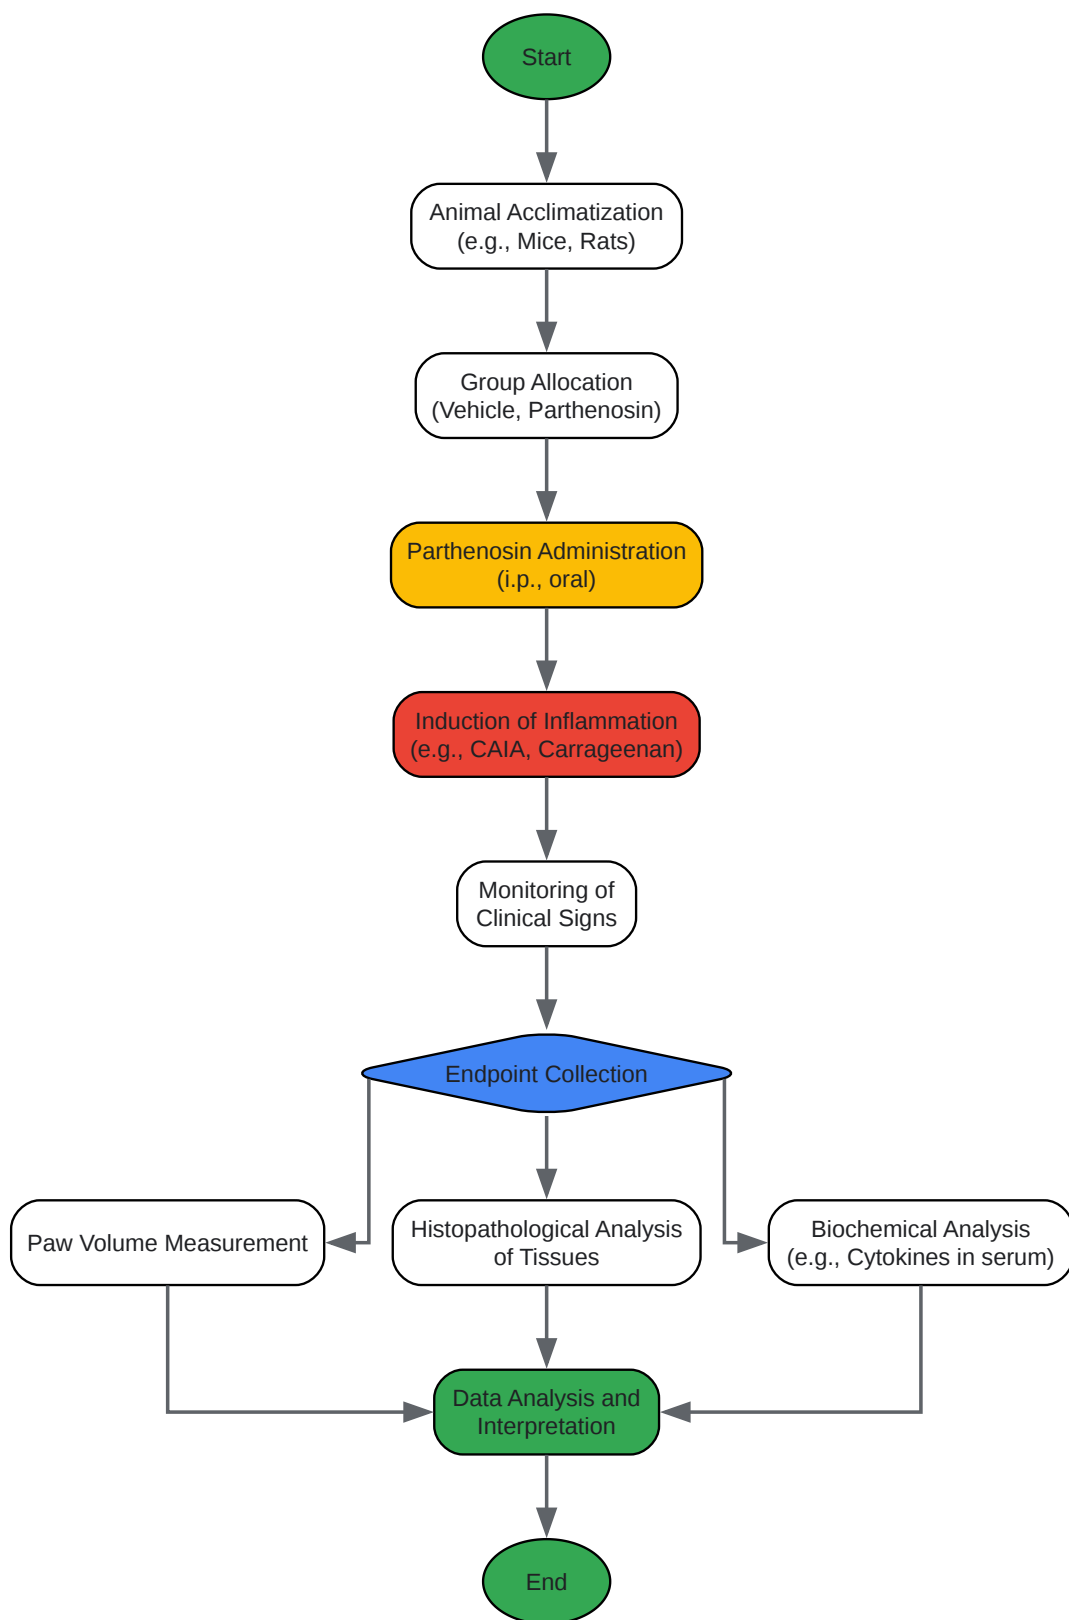 Start
Animal Acclimatization
(e.g., Mice, Rats)
Group Allocation
(Vehicle, Parthenosin)
Parthenosin Administration
(i.p., oral)
Induction of Inflammation
(e.g., CAIA, Carrageenan)
Monitoring of
Clinical Signs
Endpoint Collection
Paw Volume Measurement
Histopathological Analysis
of Tissues
Biochemical Analysis
(e.g., Cytokines in serum)
Data Analysis and
Interpretation
End